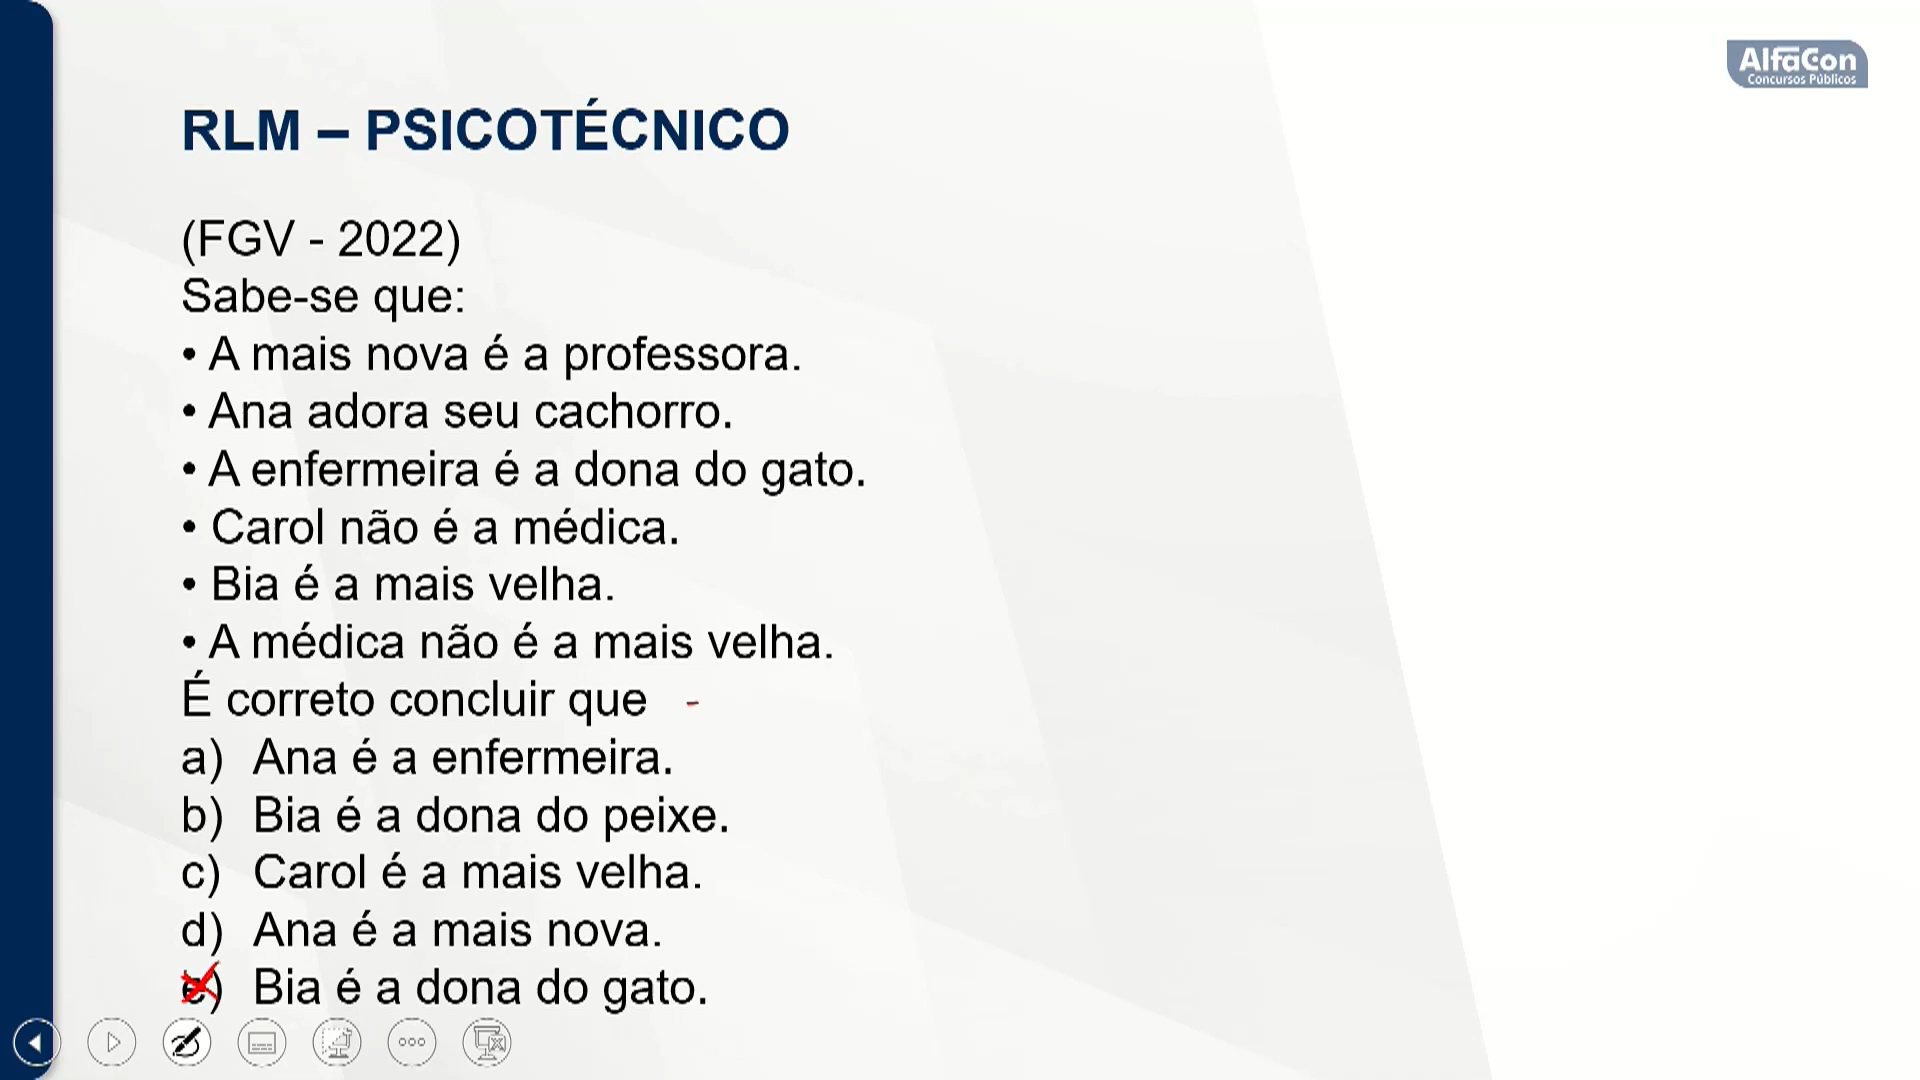 AlfaCon
Concursos Públicos
RLM – PSICOTÉCNICO
(FGV - 2022)
Sabe-se que:
• A mais nova é a professora.
• Ana adora seu cachorro.
• A enfermeira é a dona do gato.
• Carol não é a médica.
• Bia é a mais velha.
• A médica não é a mais velha.
É correto concluir que
a) Ana é a enfermeira.
b) Bia é a dona do peixe.
c) Carol é a mais velha.
d) Ana é a mais nova.
e) Bia é a dona do gato.